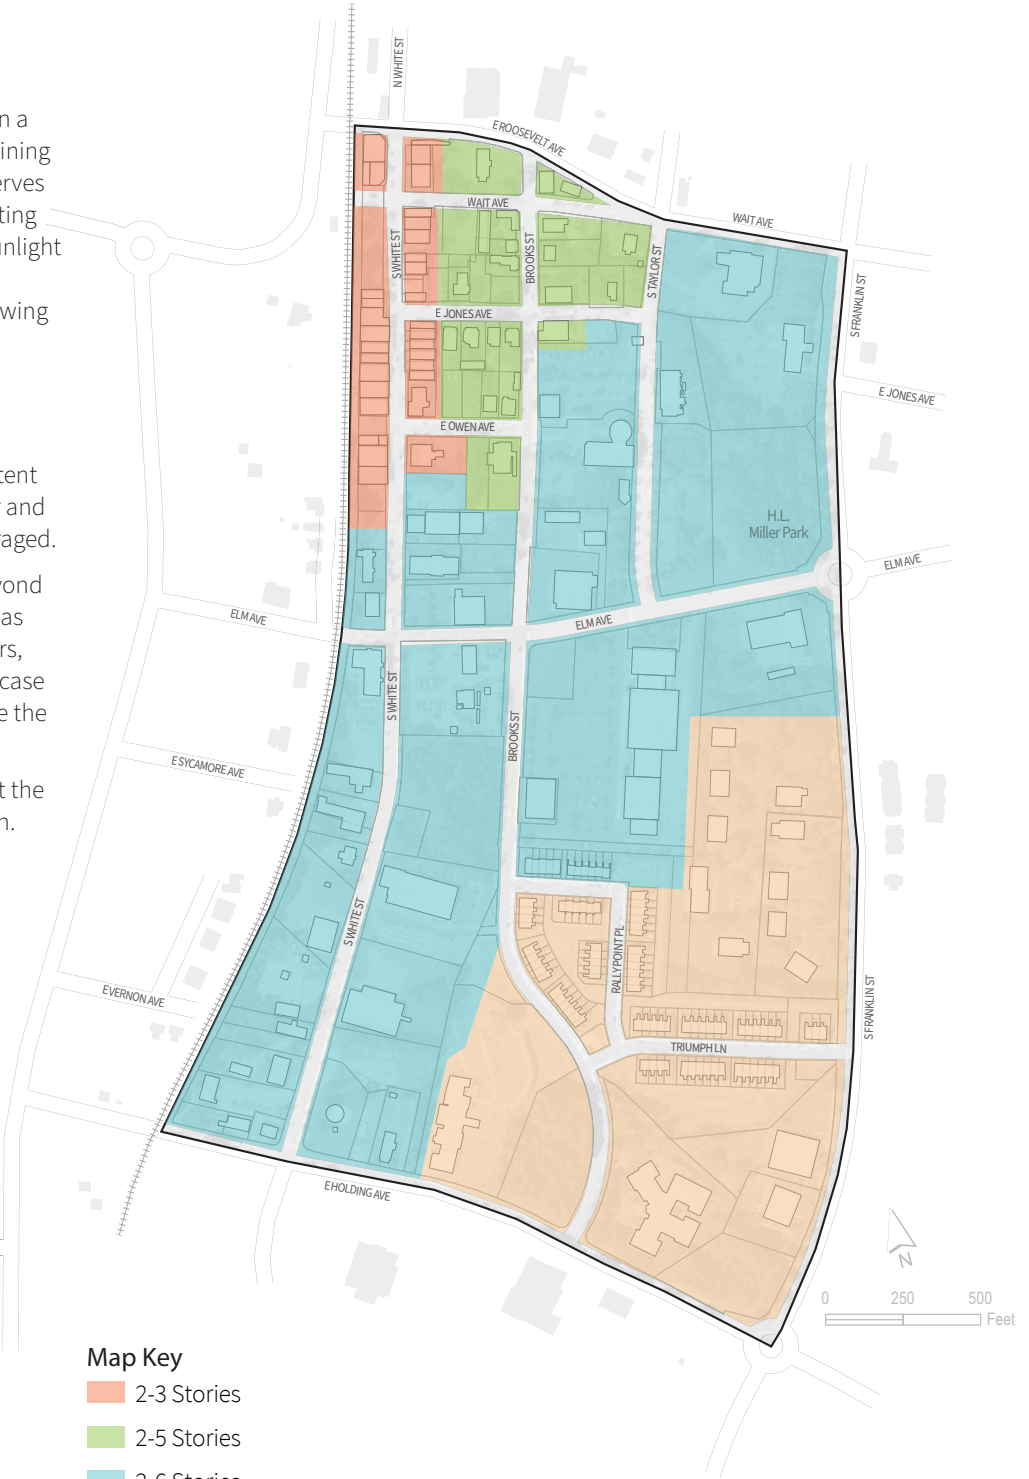 n a
ining
erves
ting
unlight
wing
tent
r and
raged.
yond
as
rs,
case
e the
t the
n.
N WHITE ST
E ROOSEVELT AVE
WAIT AVE
WAIT AVE
S WHITE ST
BROOKS ST
S TAYLOR ST
S FRANKLIN ST
E JONES AVE
E JONES AVE
E OWEN AVE
H.L.
Miller Park
ELM AVE
ELM AVE
ELM AVE
S WHITE ST
BROOKS ST
E SYCAMORE AVE
S WHITE ST
RALLYPOINT PL
E VERNON AVE
S FRANKLIN ST
TRIUMPH LN
E HOLDING AVE
N
0 250 500
Feet
Map Key
2-3 Stories
2-5 Stories